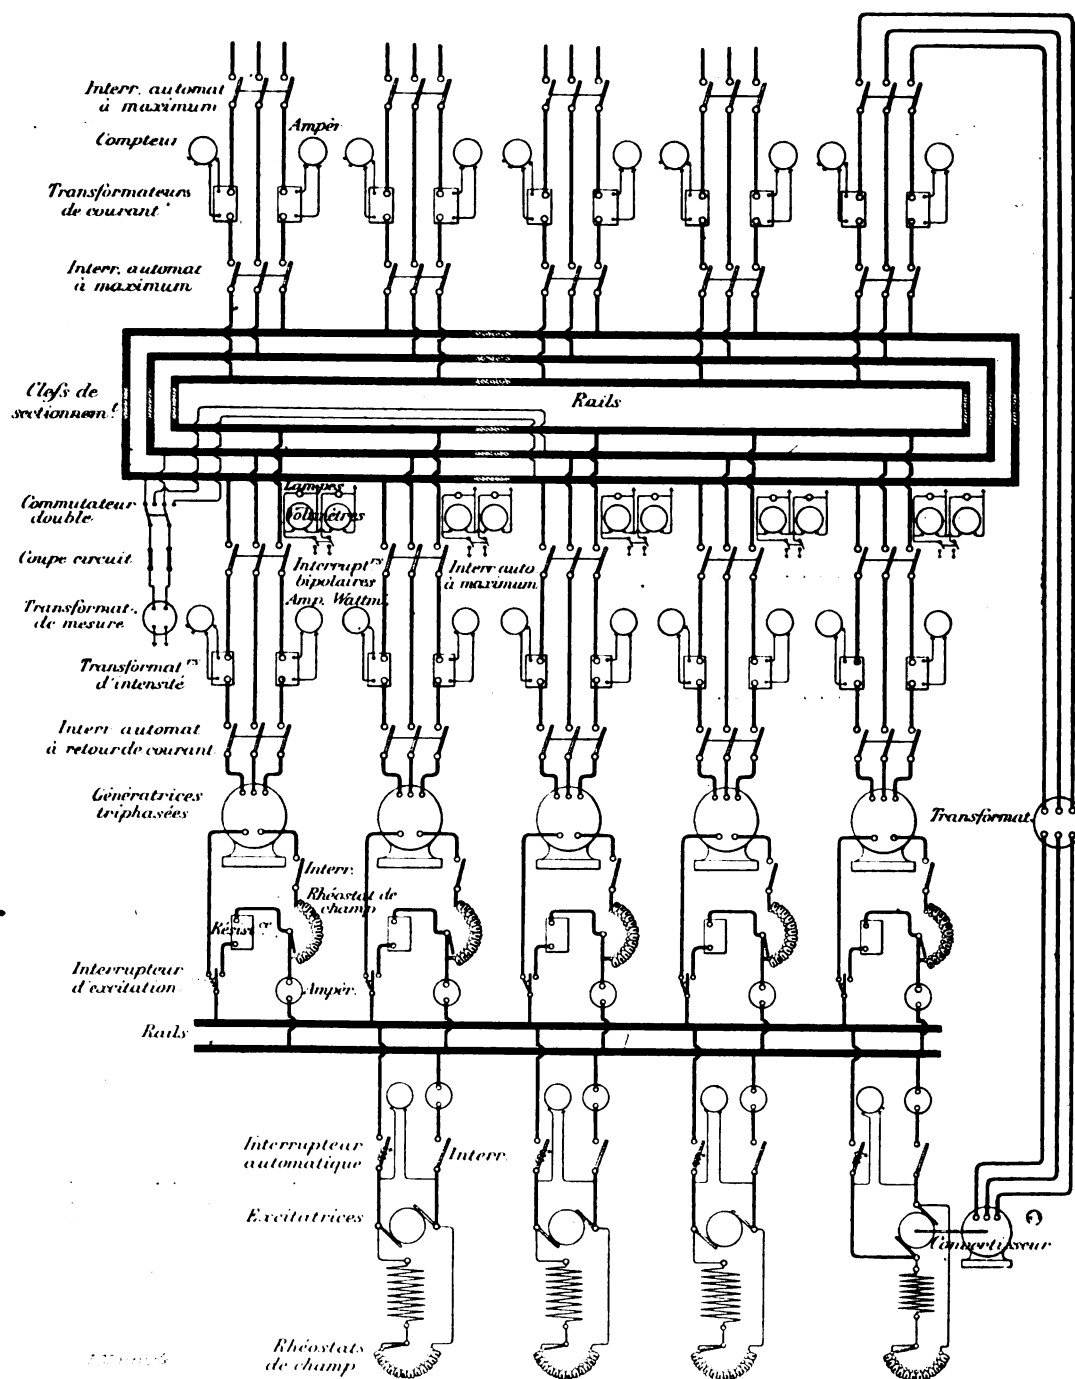 Interr. automat
à maximum
Compteur
Ampèr
Transformateurs
de courant
Interr. automat
à maximum
Clefs de
sectionnem.t
Rails
Commutateur
double
Lampes
Voltmètres
Coupe circuit
Interrupt.rs
bipolaires
Interr auto
à maximum
Transformat.
de mesure
Amp. Wattm.
Transformat.rs
d'intensité
Interr automat
à retour de courant
Génératrices
triphasées
Transformat.
Interr.
Rhéostat de
champ
Résist.ce
Interrupteur
d'excitation
Ampèr.
Rails
Interrupteur
automatique
Interr.
Excitatrices
Convertisseur
Rhéostats
de champ